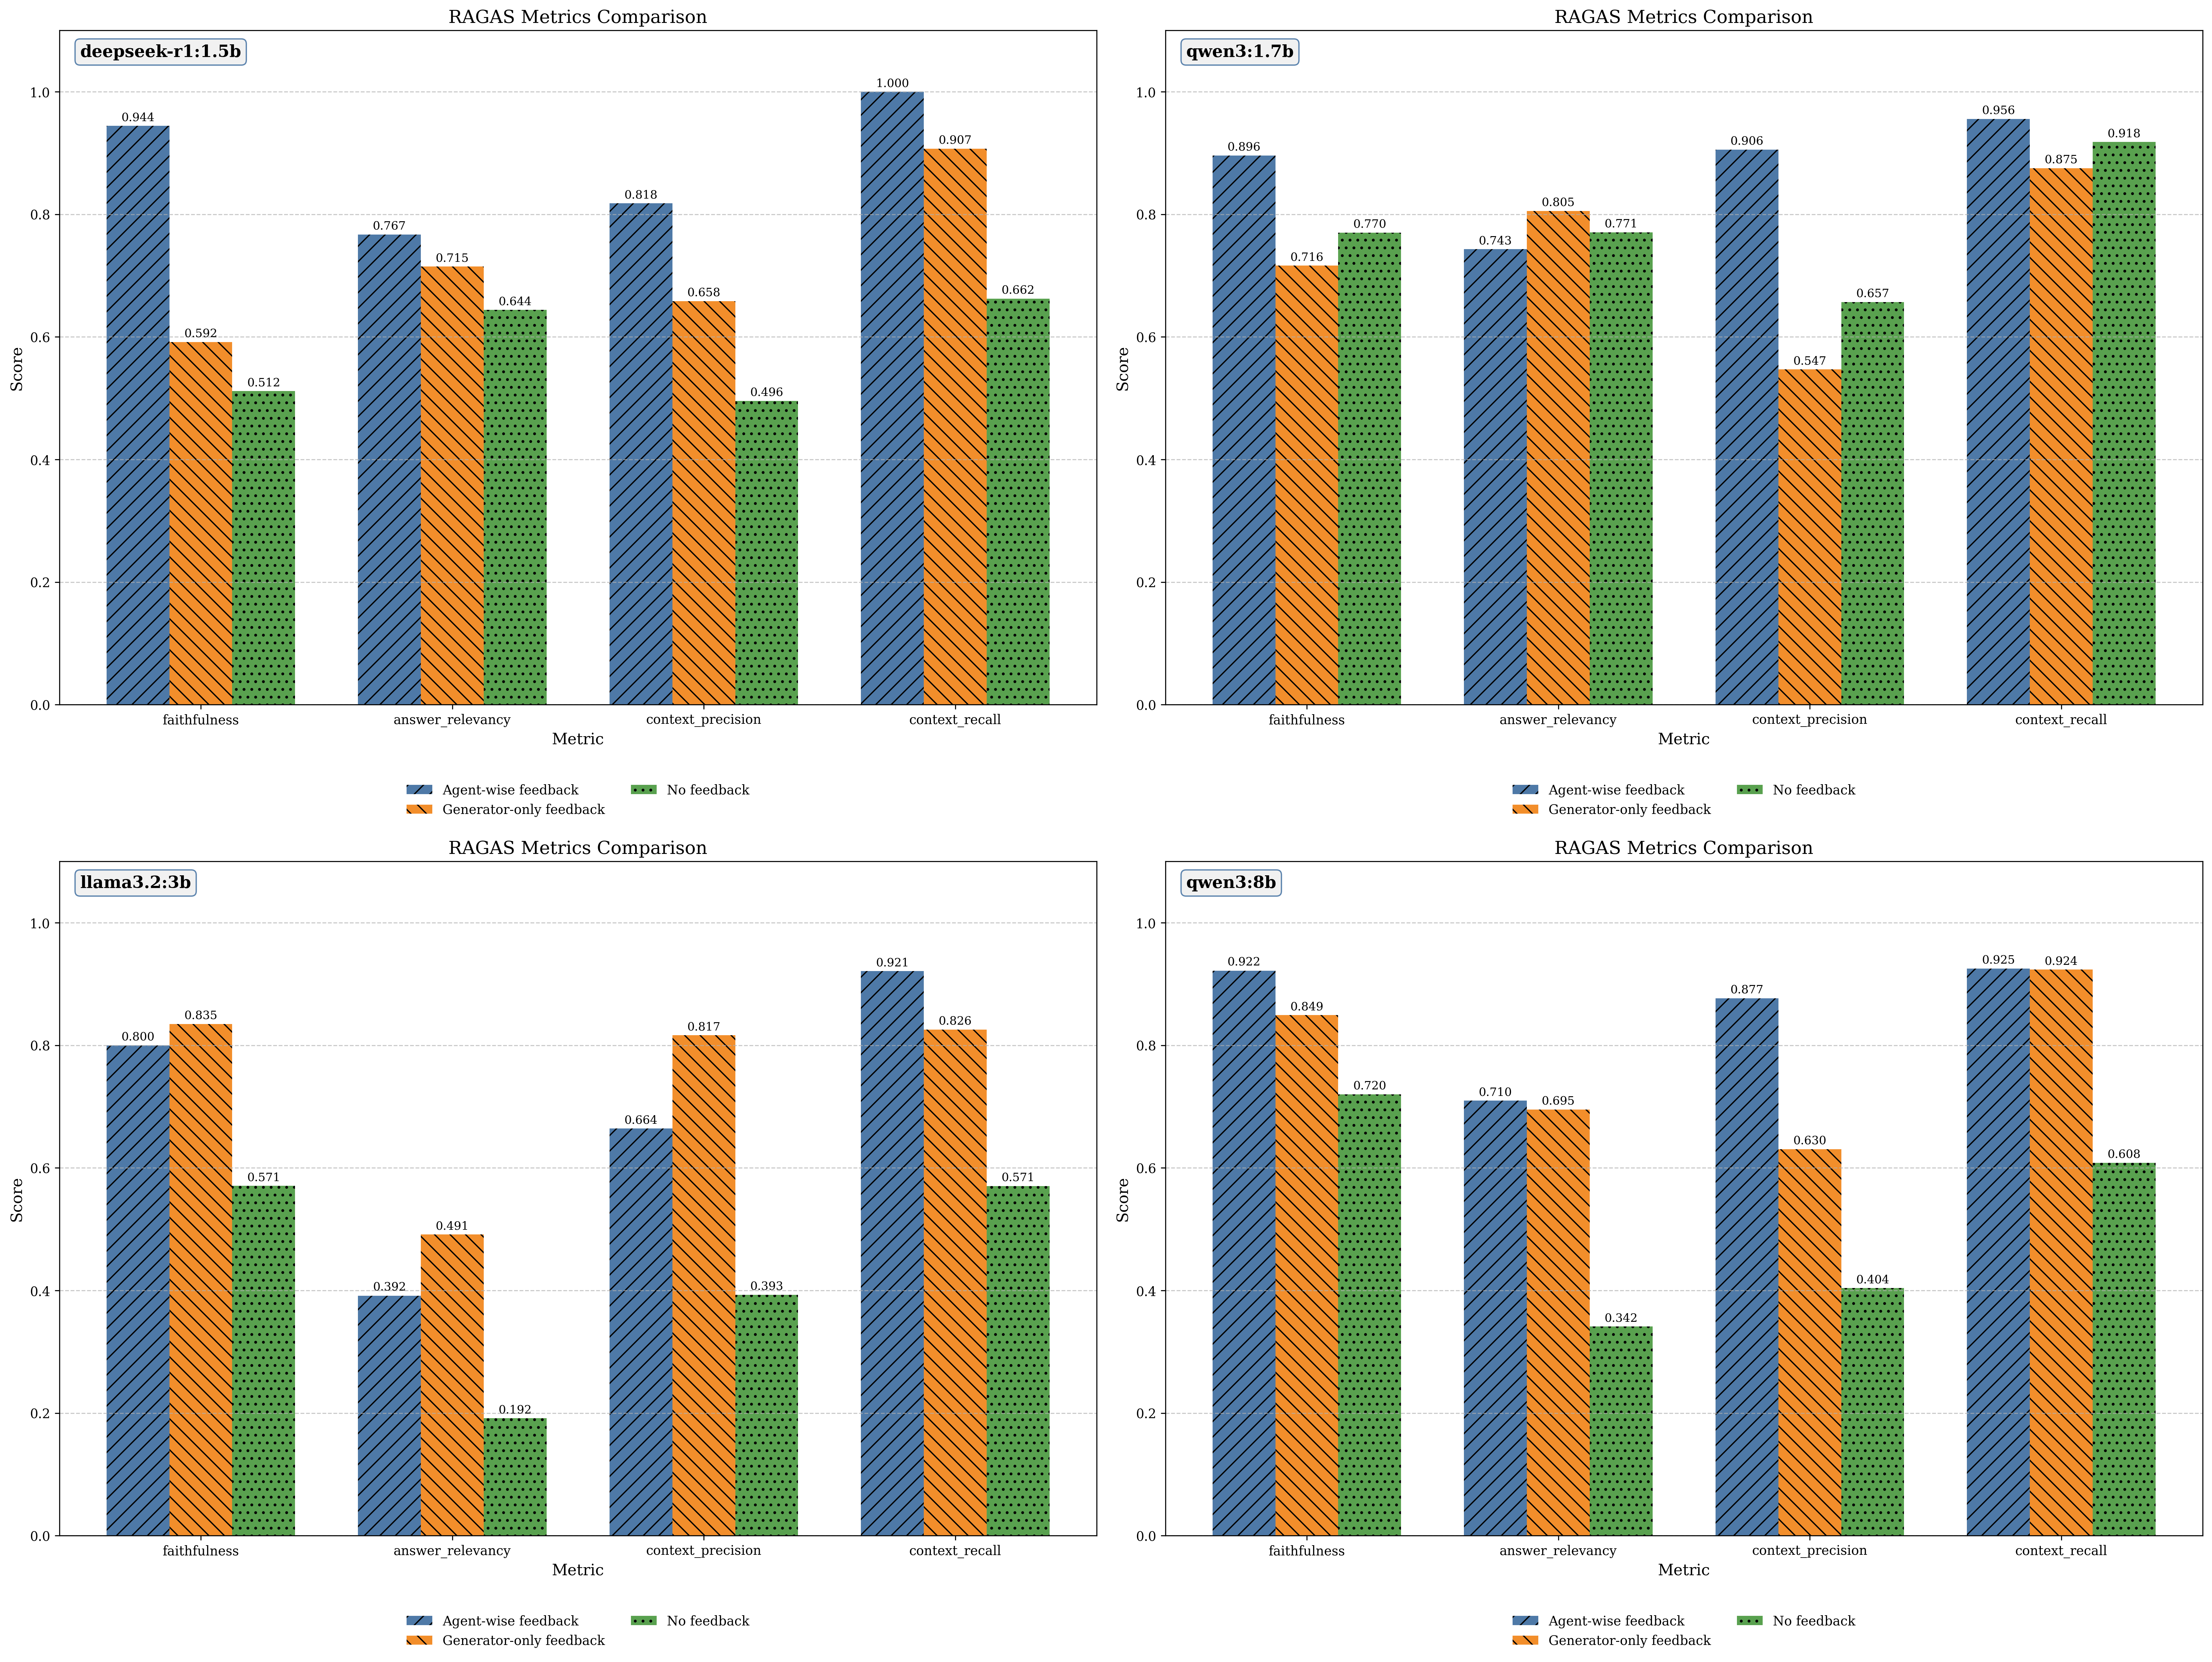 RAGAS Metrics Comparison
deepseek-r1:1.5b
1.0
0.8
0.6
0.4
0.2
0.0
Score
0.944
0.592
0.512
0.767
0.715
0.644
0.818
0.658
0.496
1.000
0.907
0.662
faithfulness
answer_relevancy
context_precision
context_recall
Metric
Agent-wise feedback
Generator-only feedback
No feedback
RAGAS Metrics Comparison
qwen3:1.7b
1.0
0.8
0.6
0.4
0.2
0.0
Score
0.896
0.716
0.770
0.743
0.805
0.771
0.906
0.547
0.657
0.956
0.875
0.918
faithfulness
answer_relevancy
context_precision
context_recall
Metric
Agent-wise feedback
Generator-only feedback
No feedback
RAGAS Metrics Comparison
llama3.2:3b
1.0
0.8
0.6
0.4
0.2
0.0
Score
0.800
0.835
0.571
0.392
0.491
0.192
0.664
0.817
0.393
0.921
0.826
0.571
faithfulness
answer_relevancy
context_precision
context_recall
Metric
Agent-wise feedback
Generator-only feedback
No feedback
RAGAS Metrics Comparison
qwen3:8b
1.0
0.8
0.6
0.4
0.2
0.0
Score
0.922
0.849
0.720
0.710
0.695
0.342
0.877
0.630
0.404
0.925
0.924
0.608
faithfulness
answer_relevancy
context_precision
context_recall
Metric
Agent-wise feedback
Generator-only feedback
No feedback